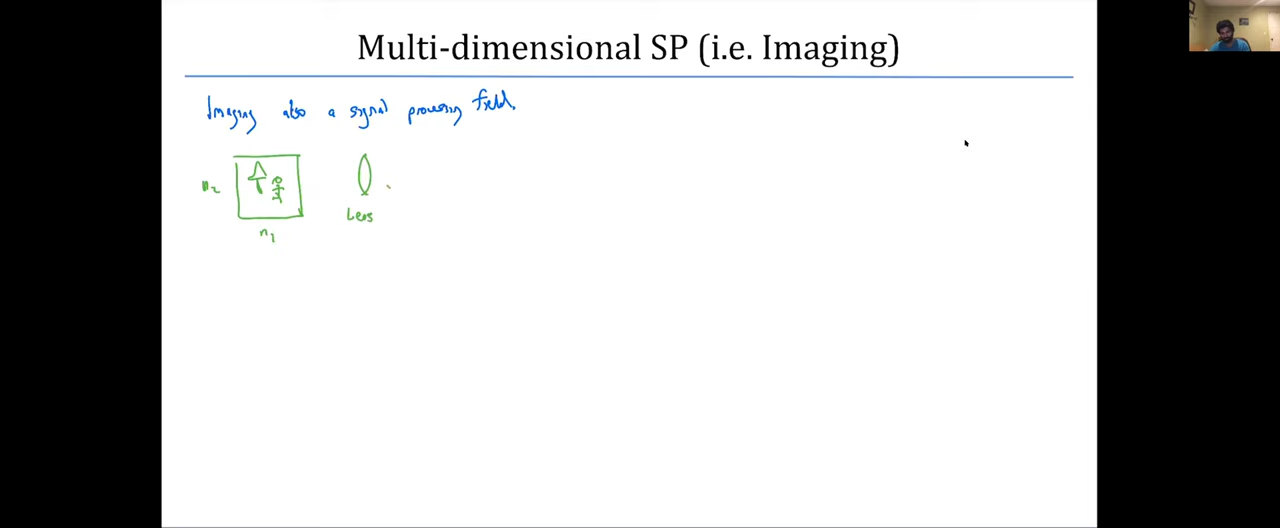 Multi-dimensional SP (i.e. Imaging)
Imaging also a signal processing field.
n2
Lens
n1